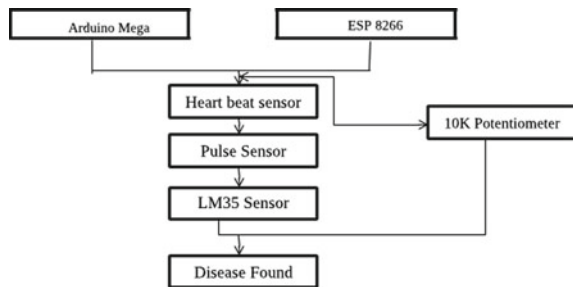 Arduino Mega
ESP 8266
Heart beat sensor
10K Potentiometer
Pulse Sensor
LM35 Sensor
Disease Found